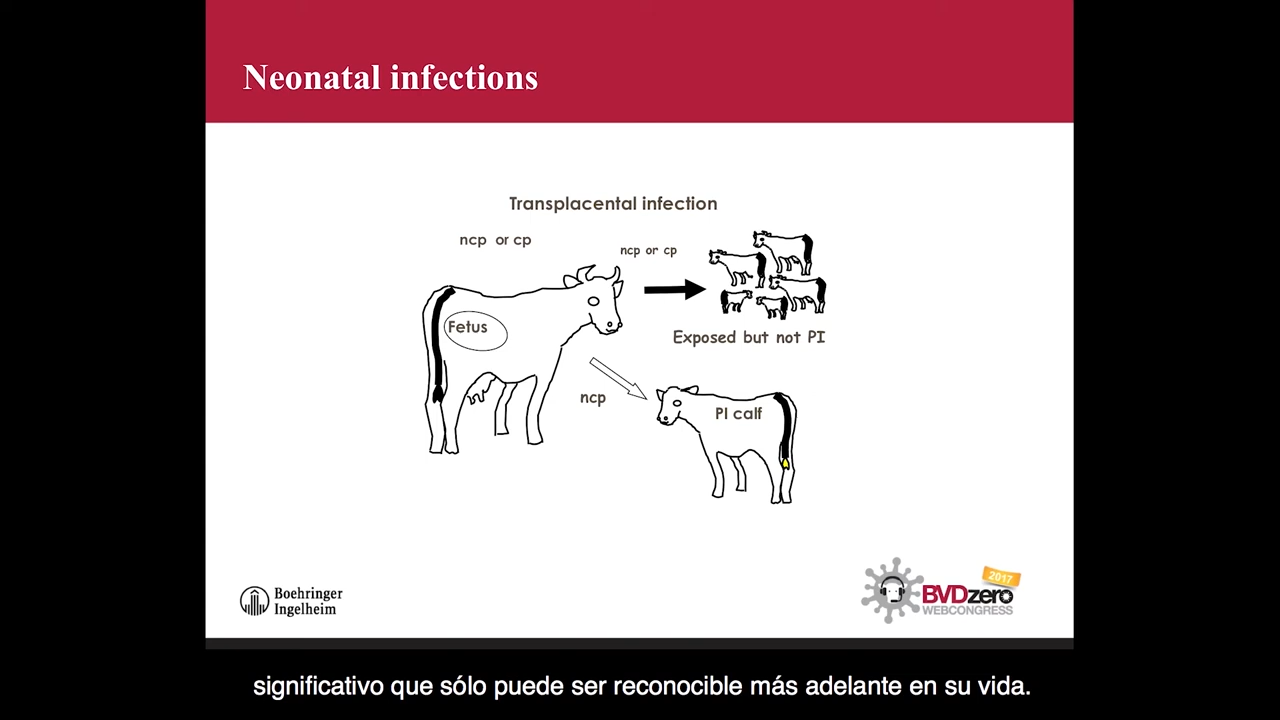 Neonatal infections
Transplacental infection
ncp or cp
ncp or cp
Fetus
Exposed but not PI
ncp
PI calf
Boehringer
Ingelheim
2017
BVDzero
WEBCONGRESS
significativo que sólo puede ser reconocible más adelante en su vida.